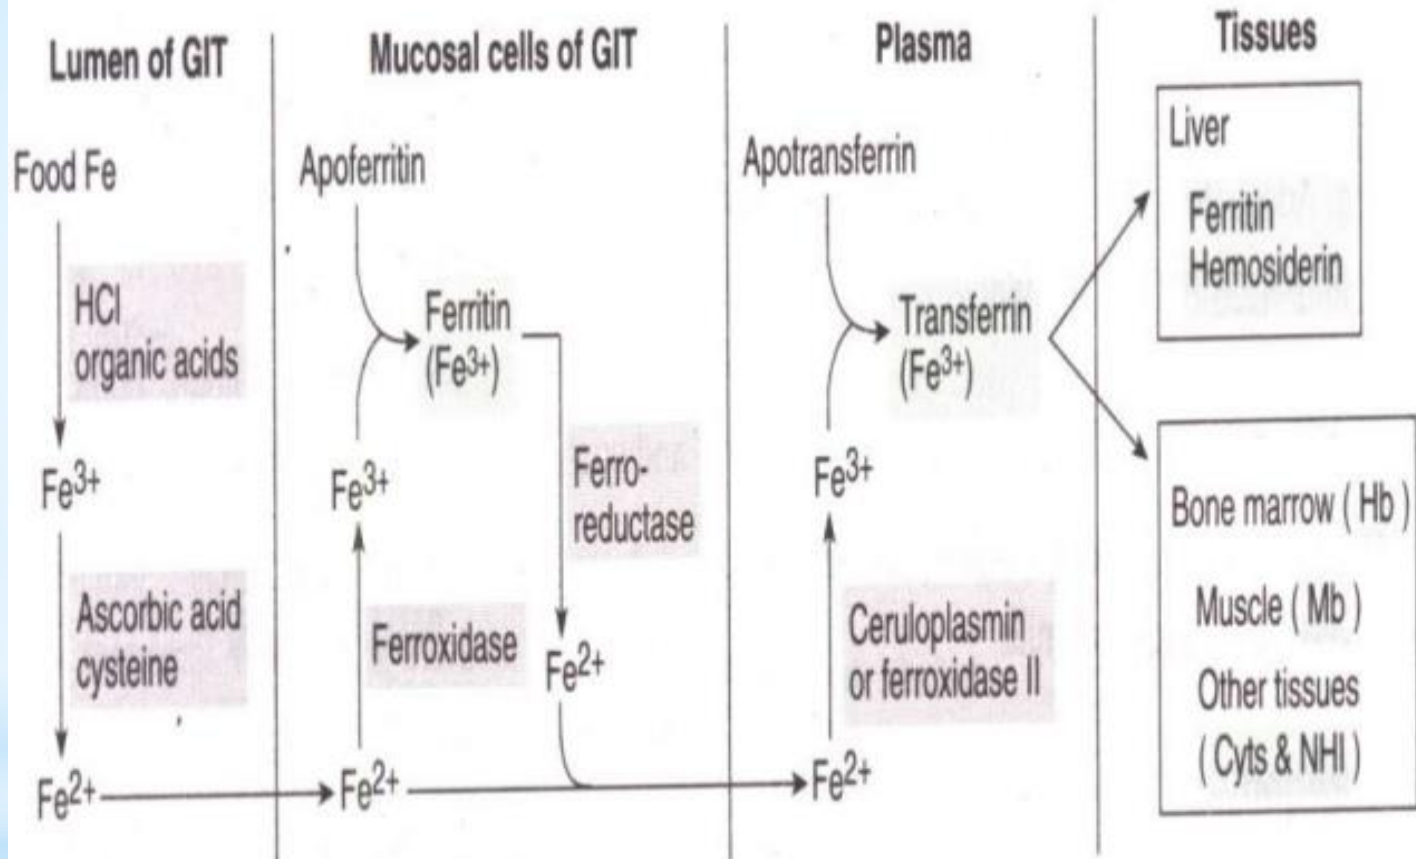 Lumen of GIT
Food Fe
HCl
organic acids
Fe3+
Ascorbic acid
cysteine
Fe2+
Mucosal cells of GIT
Apoferritin
Ferritin
(Fe3+)
Fe3+
Ferro-
reductase
Ferroxidase
Fe2+
Fe2+
Plasma
Apotransferrin
Transferrin
(Fe3+)
Fe3+
Ceruloplasmin
or ferroxidase II
Fe2+
Tissues
Liver
Ferritin
Hemosiderin
Bone marrow ( Hb )
Muscle ( Mb )
Other tissues
( Cyts & NHI )